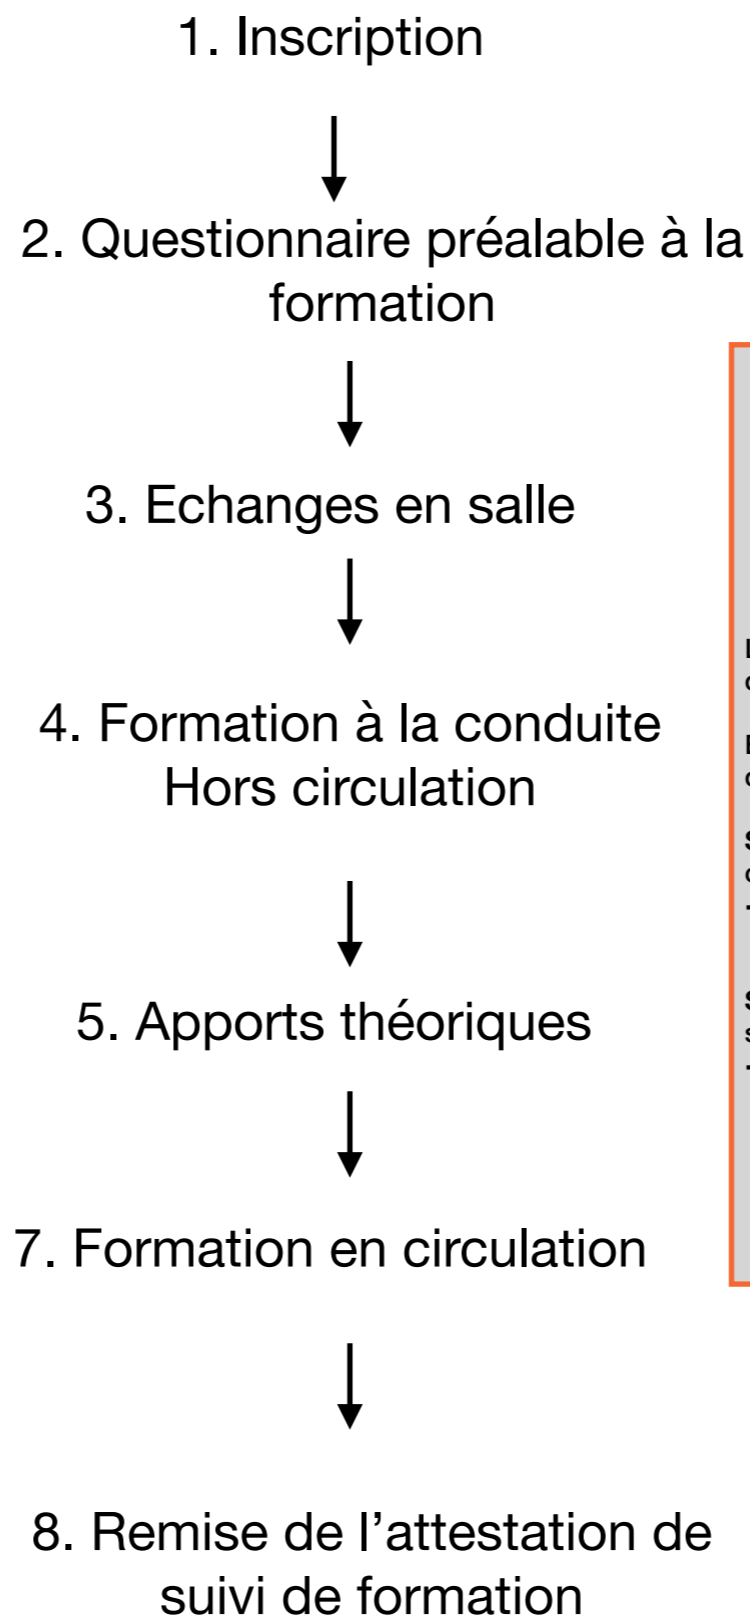 1. Inscription
2. Questionnaire préalable à la
formation
3. Echanges en salle
4. Formation à la conduite
Hors circulation
5. Apports théoriques
7. Formation en circulation
8. Remise de l’attestation de
suivi de formation